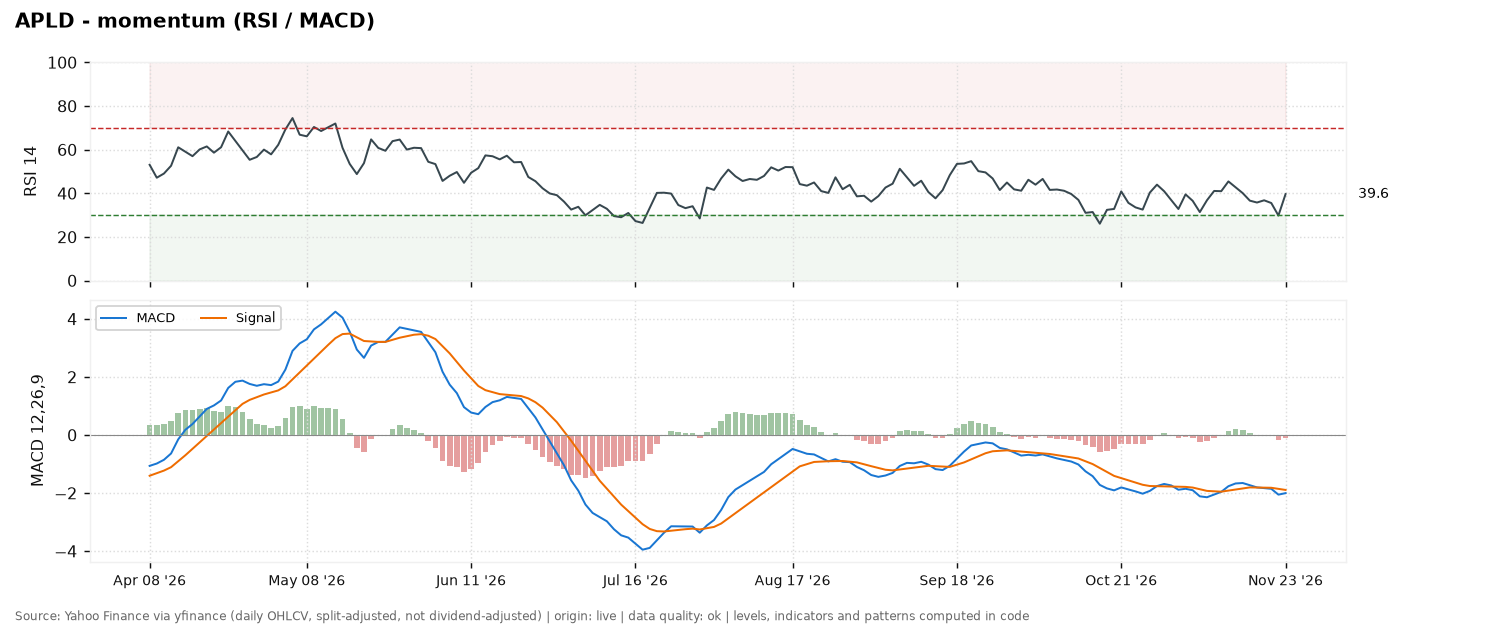 APLD - momentum (RSI / MACD)
100
80
60
40
20
0
RSI 14
39.6
MACD Signal
4
2
0
−2
−4
MACD 12,26,9
Apr 08 '26 May 08 '26 Jun 11 '26 Jul 16 '26 Aug 17 '26 Sep 18 '26 Oct 21 '26 Nov 23 '26
Source: Yahoo Finance via yfinance (daily OHLCV, split-adjusted, not dividend-adjusted) | origin: live | data quality: ok | levels, indicators and patterns computed in code